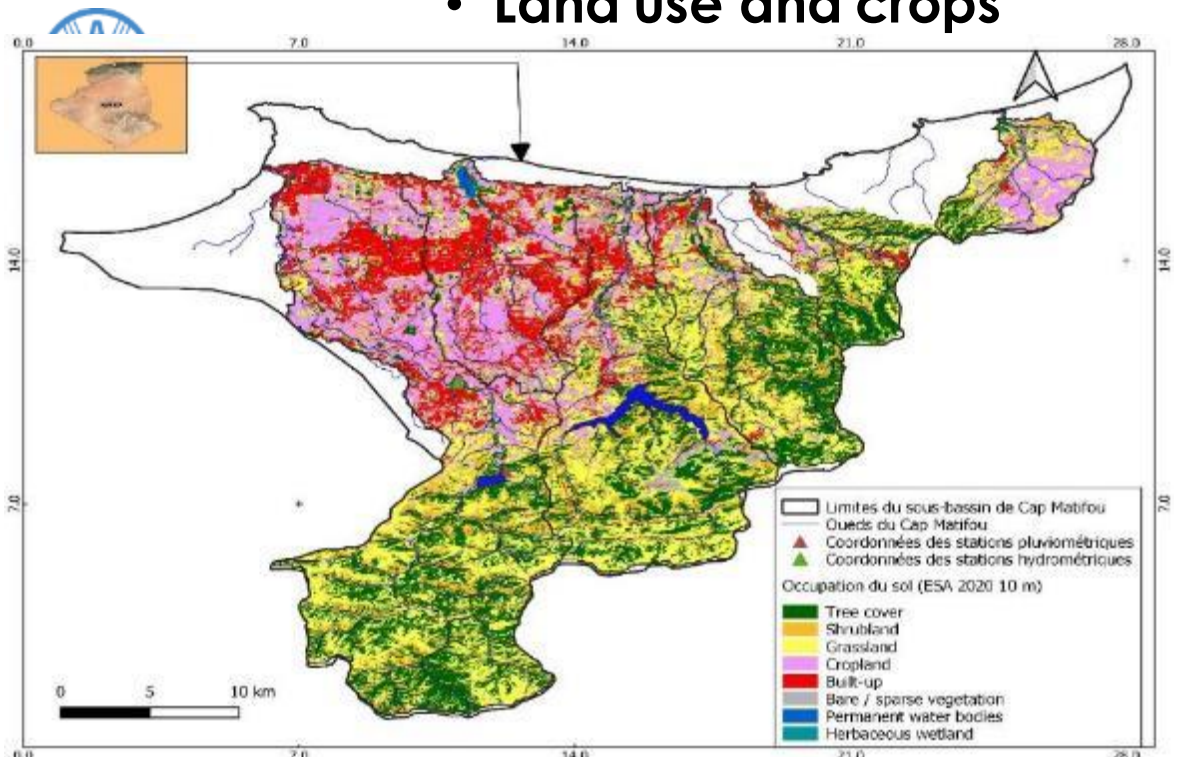 • Land use and crops
0.0 7.0 14.0 21.0 28.0
14.0 14.0
7.0 7.0
Limites du sous-bassin de Cap Matifou
Oueds du Cap Matifou
Coordonnées des stations pluviométriques
Coordonnées des stations hydrométriques
Occupation du sol (ESA 2020 10 m)
Tree cover
Shrubland
Grassland
Cropland
Built-up
Bare / sparse vegetation
Permanent water bodies
Herbaceous wetland
0 5 10 km
0.0 7.0 14.0 21.0 28.0